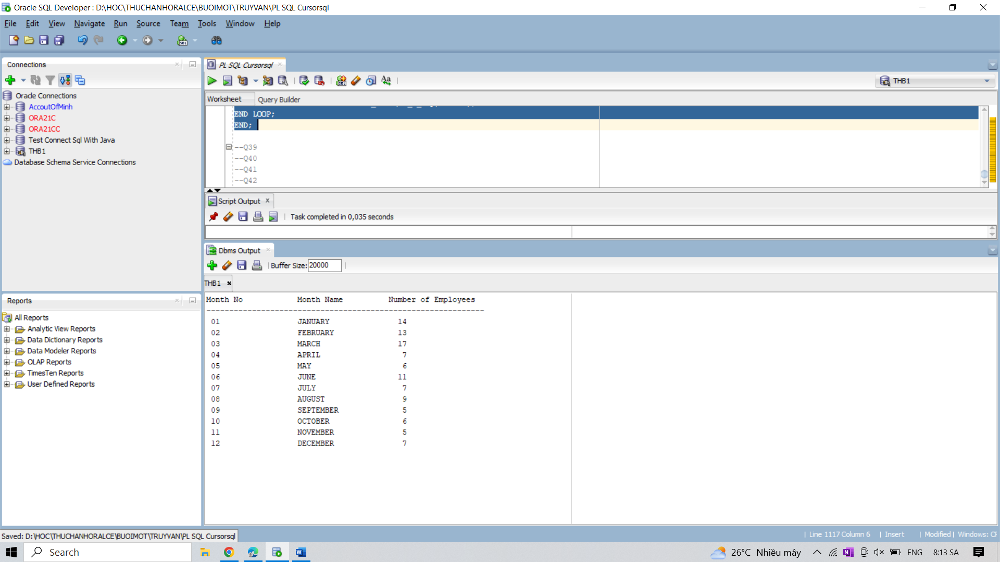 Oracle SQL Developer : D:\HOC\THUCHANHORALCE\BUOIMOT\TRUYVAN\PL SQL Cursorsql
File Edit View Navigate Run Source Team Tools Window Help
Connections
Oracle Connections
AccoutOfMinh
ORA21C
ORA21CC
Test Connect Sql With Java
THB1
Database Schema Service Connections
Reports
All Reports
Analytic View Reports
Data Dictionary Reports
Data Modeler Reports
OLAP Reports
TimesTen Reports
User Defined Reports
PL SQL Cursorsql
THB1
Worksheet Query Builder
END LOOP;
END;
--Q39
--Q40
--Q41
--Q42
Script Output
Task completed in 0,035 seconds
Dbms Output
Buffer Size: 20000
THB1
Month No Month Name Number of Employees
-------------------------------------------------------------
01 JANUARY 14
02 FEBRUARY 13
03 MARCH 17
04 APRIL 7
05 MAY 6
06 JUNE 11
07 JULY 7
08 AUGUST 9
09 SEPTEMBER 5
10 OCTOBER 6
11 NOVEMBER 5
12 DECEMBER 7
Saved: D:\HOC\THUCHANHORALCE\BUOIMOT\TRUYVAN\PL SQL Cursorsql
| Line 1117 Column 6 | Insert | Modified | Windows: CF
Search
26°C Nhiều mây
ENG
8:13 SA